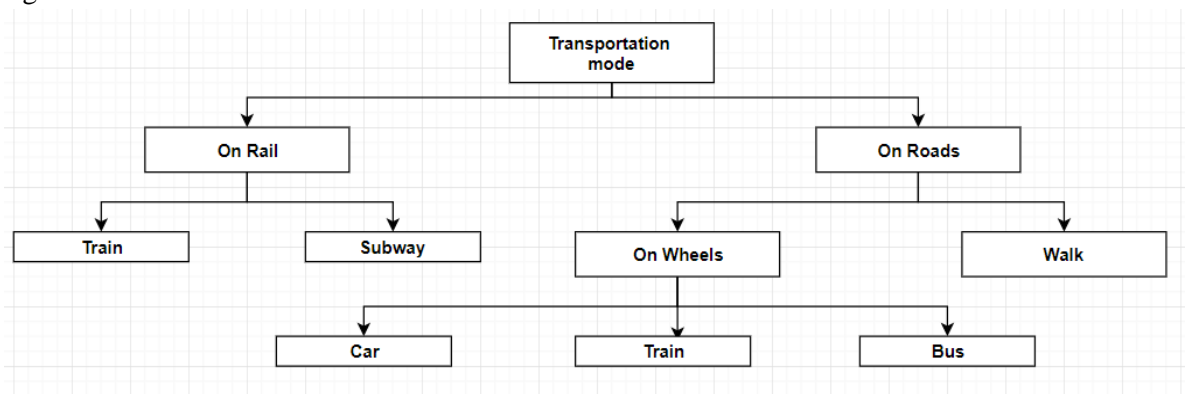 Transportation
mode
On Rail
On Roads
Train
Subway
On Wheels
Walk
Car
Train
Bus